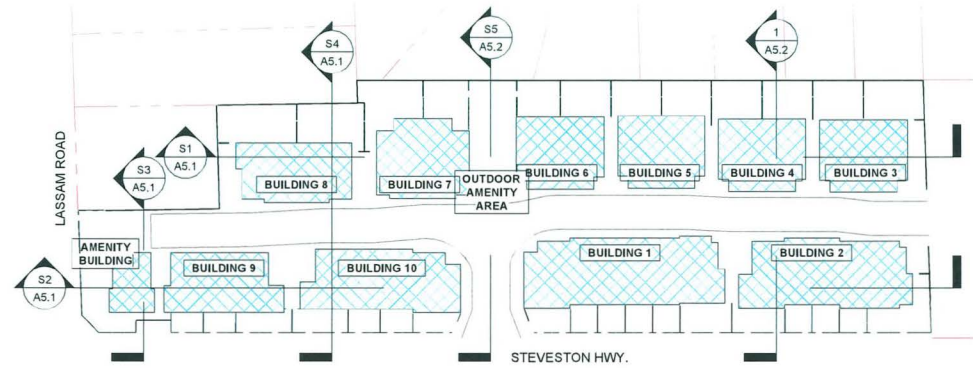 S5
A5.2
1
A5.2
S4
A5.1
S1
A5.1
S3
A5.1
LASSAM ROAD
BUILDING 8
BUILDING 7
OUTDOOR
AMENITY
AREA
BUILDING 6
BUILDING 5
BUILDING 4
BUILDING 3
AMENITY
BUILDING
BUILDING 9
BUILDING 10
BUILDING 1
BUILDING 2
S2
A5.1
STEVESTON HWY.